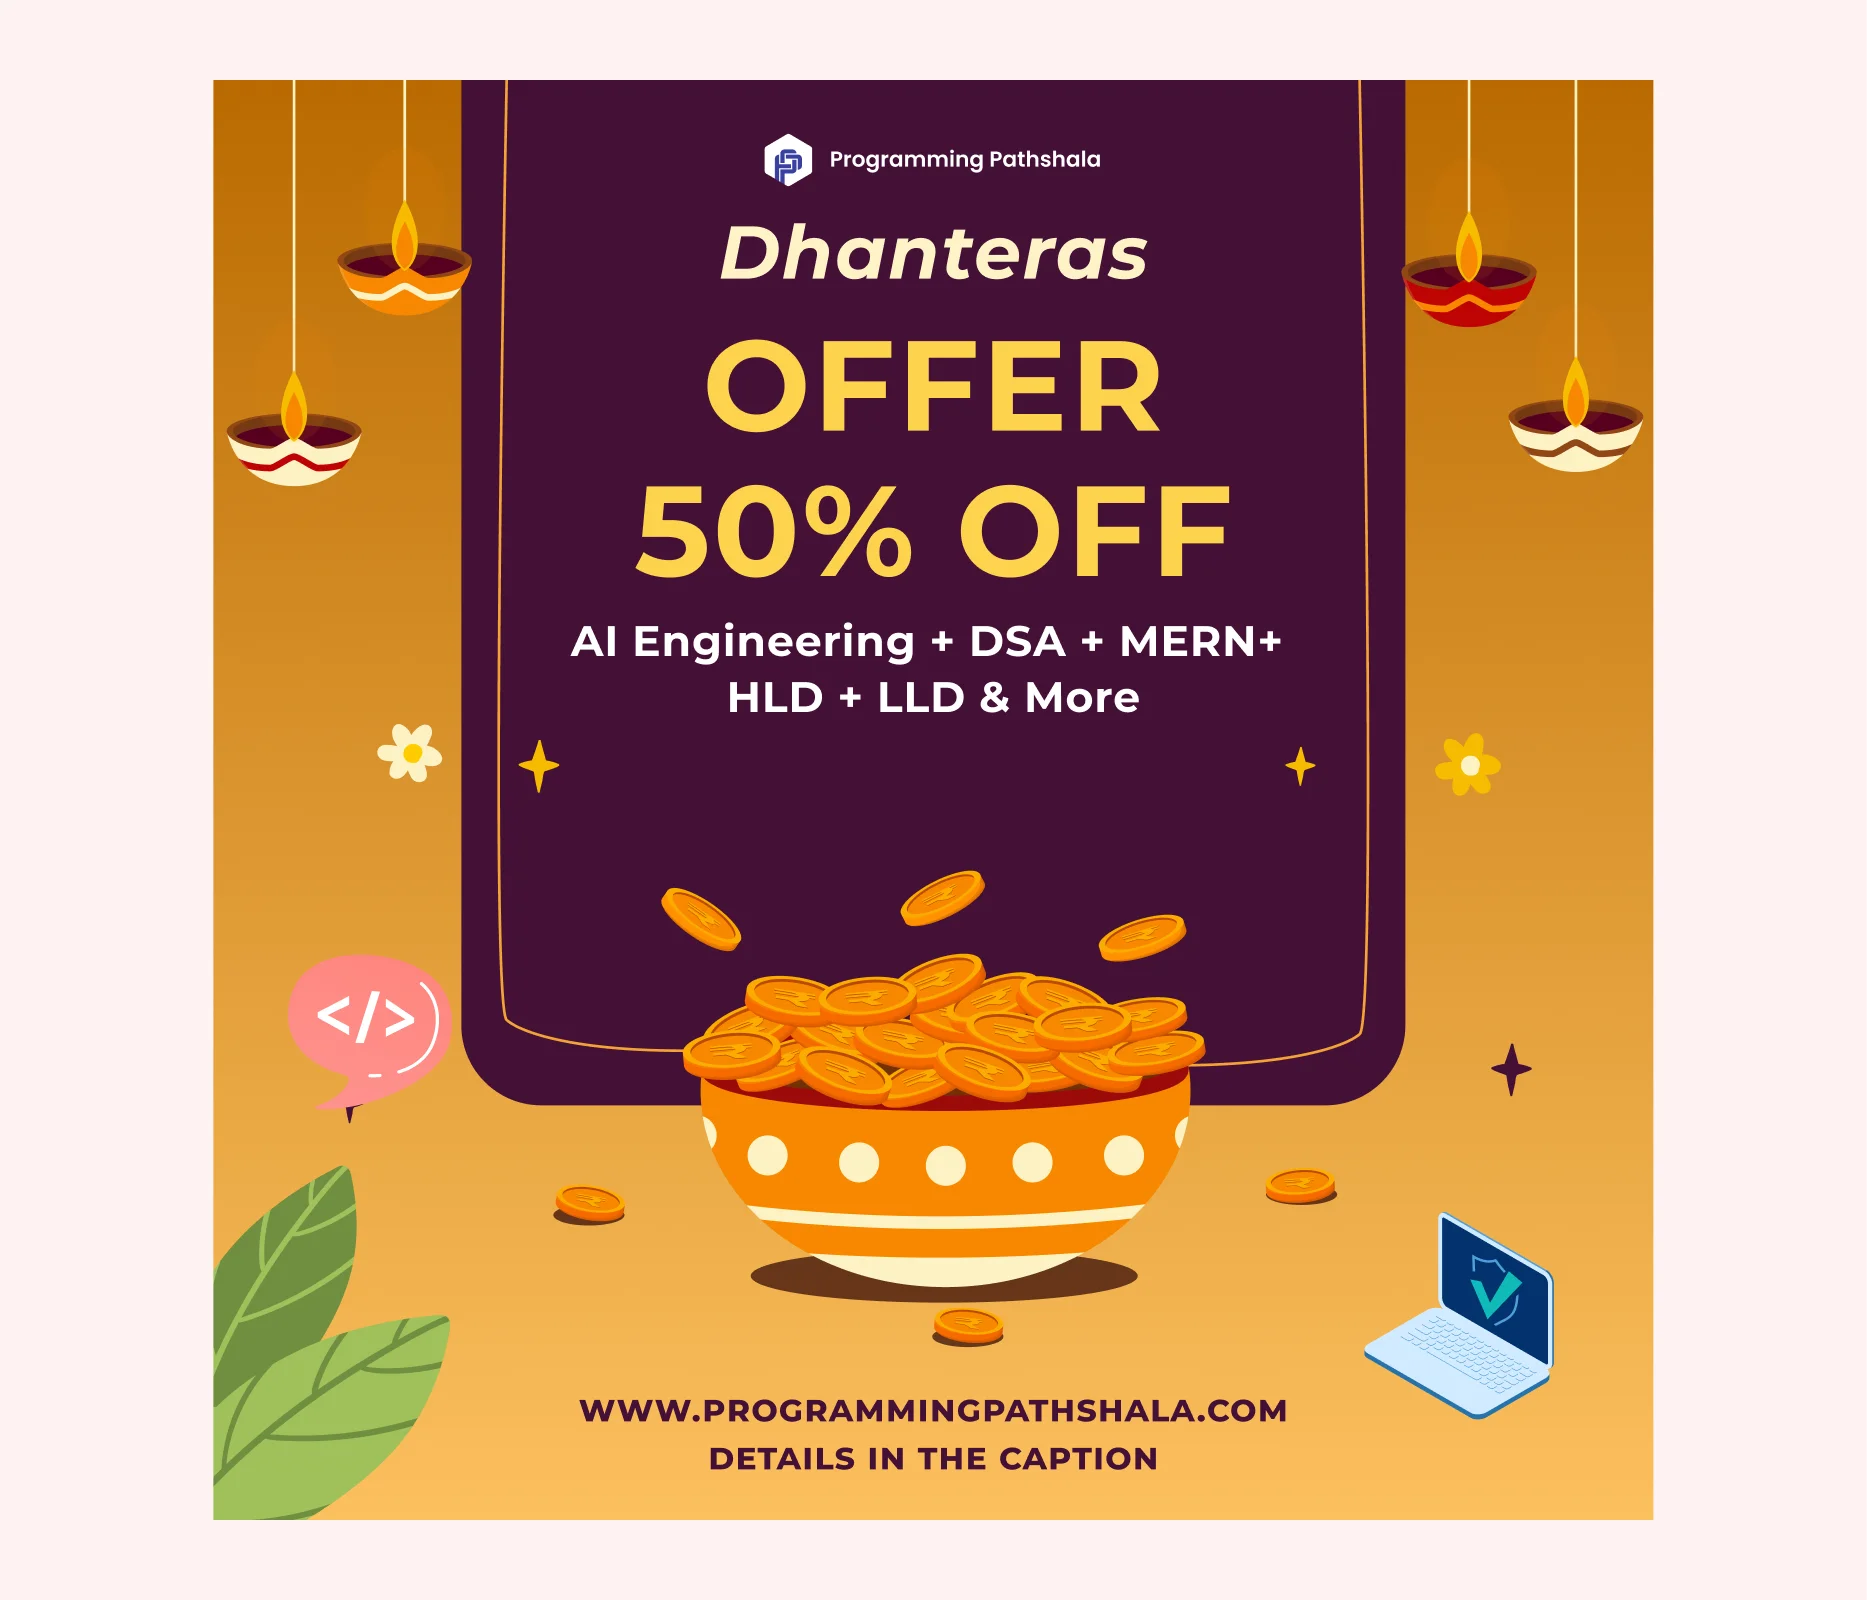 Programming Pathshala
Dhanteras
OFFER
50% OFF
AI Engineering + DSA + MERN+
HLD + LLD & More
</>
WWW.PROGRAMMINGPATHSHALA.COM
DETAILS IN THE CAPTION